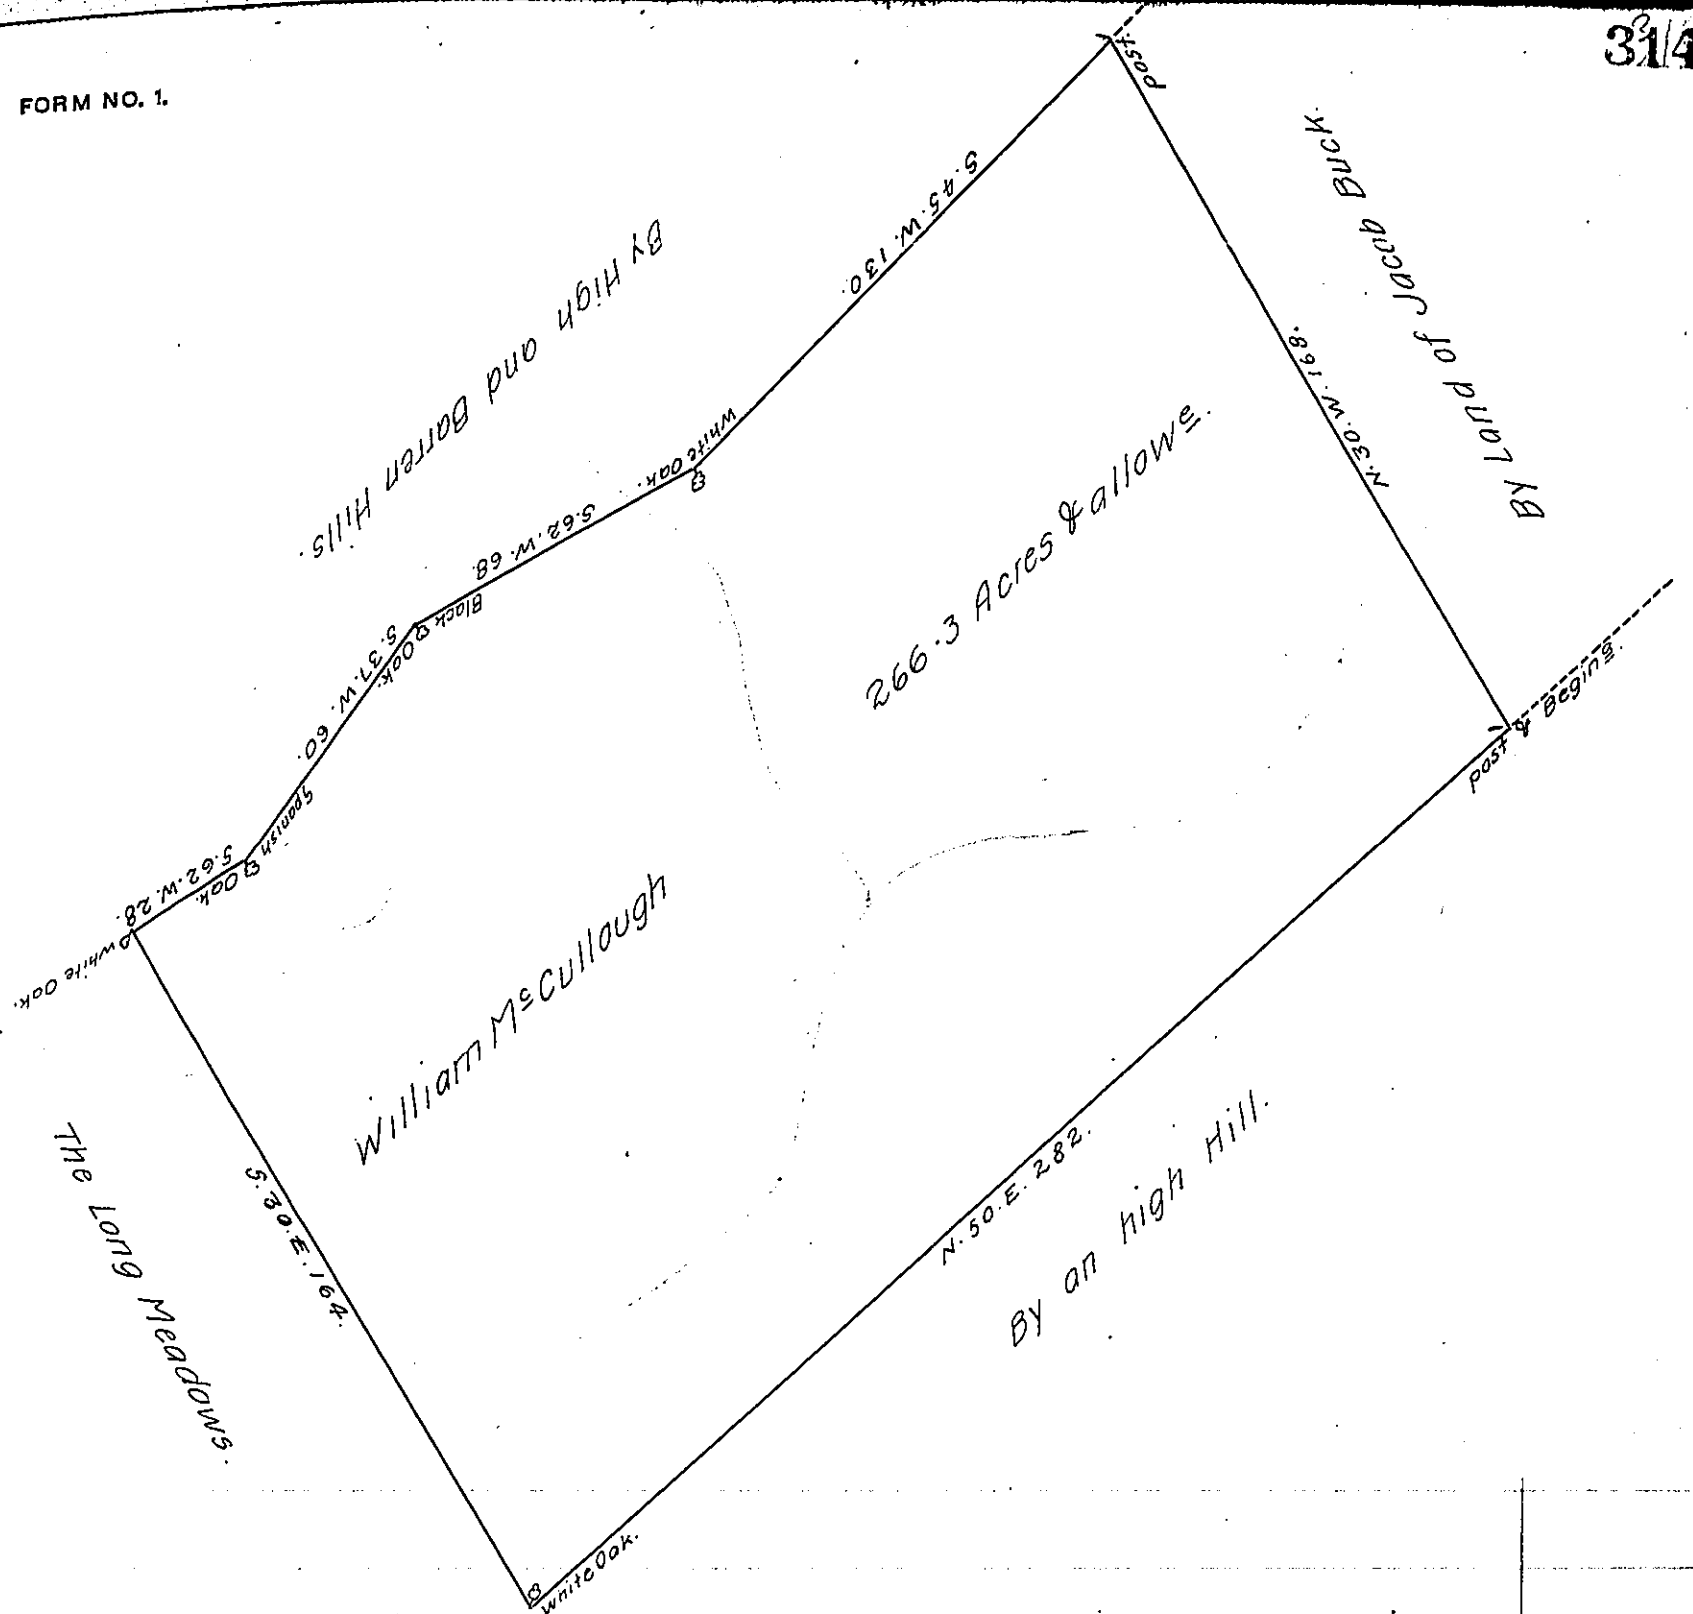 FORM NO. 1.
Post.
By Land of Jacob Buck.
S. 45. W. 130.
By High and Barren Hills.
N. 30. W. 168.
White Oak.
S. 62. W. 68.
Black Oak.
266.3 Acres & allowe.
S. 37. W. 60.
Spanish Oak.
S. 62. W. 28.
White Oak.
Post & Begins.
William McCullough
The Long Meadows.
S. 30. E. 164.
N. 50. E. 282.
By an high Hill.
White Oak.